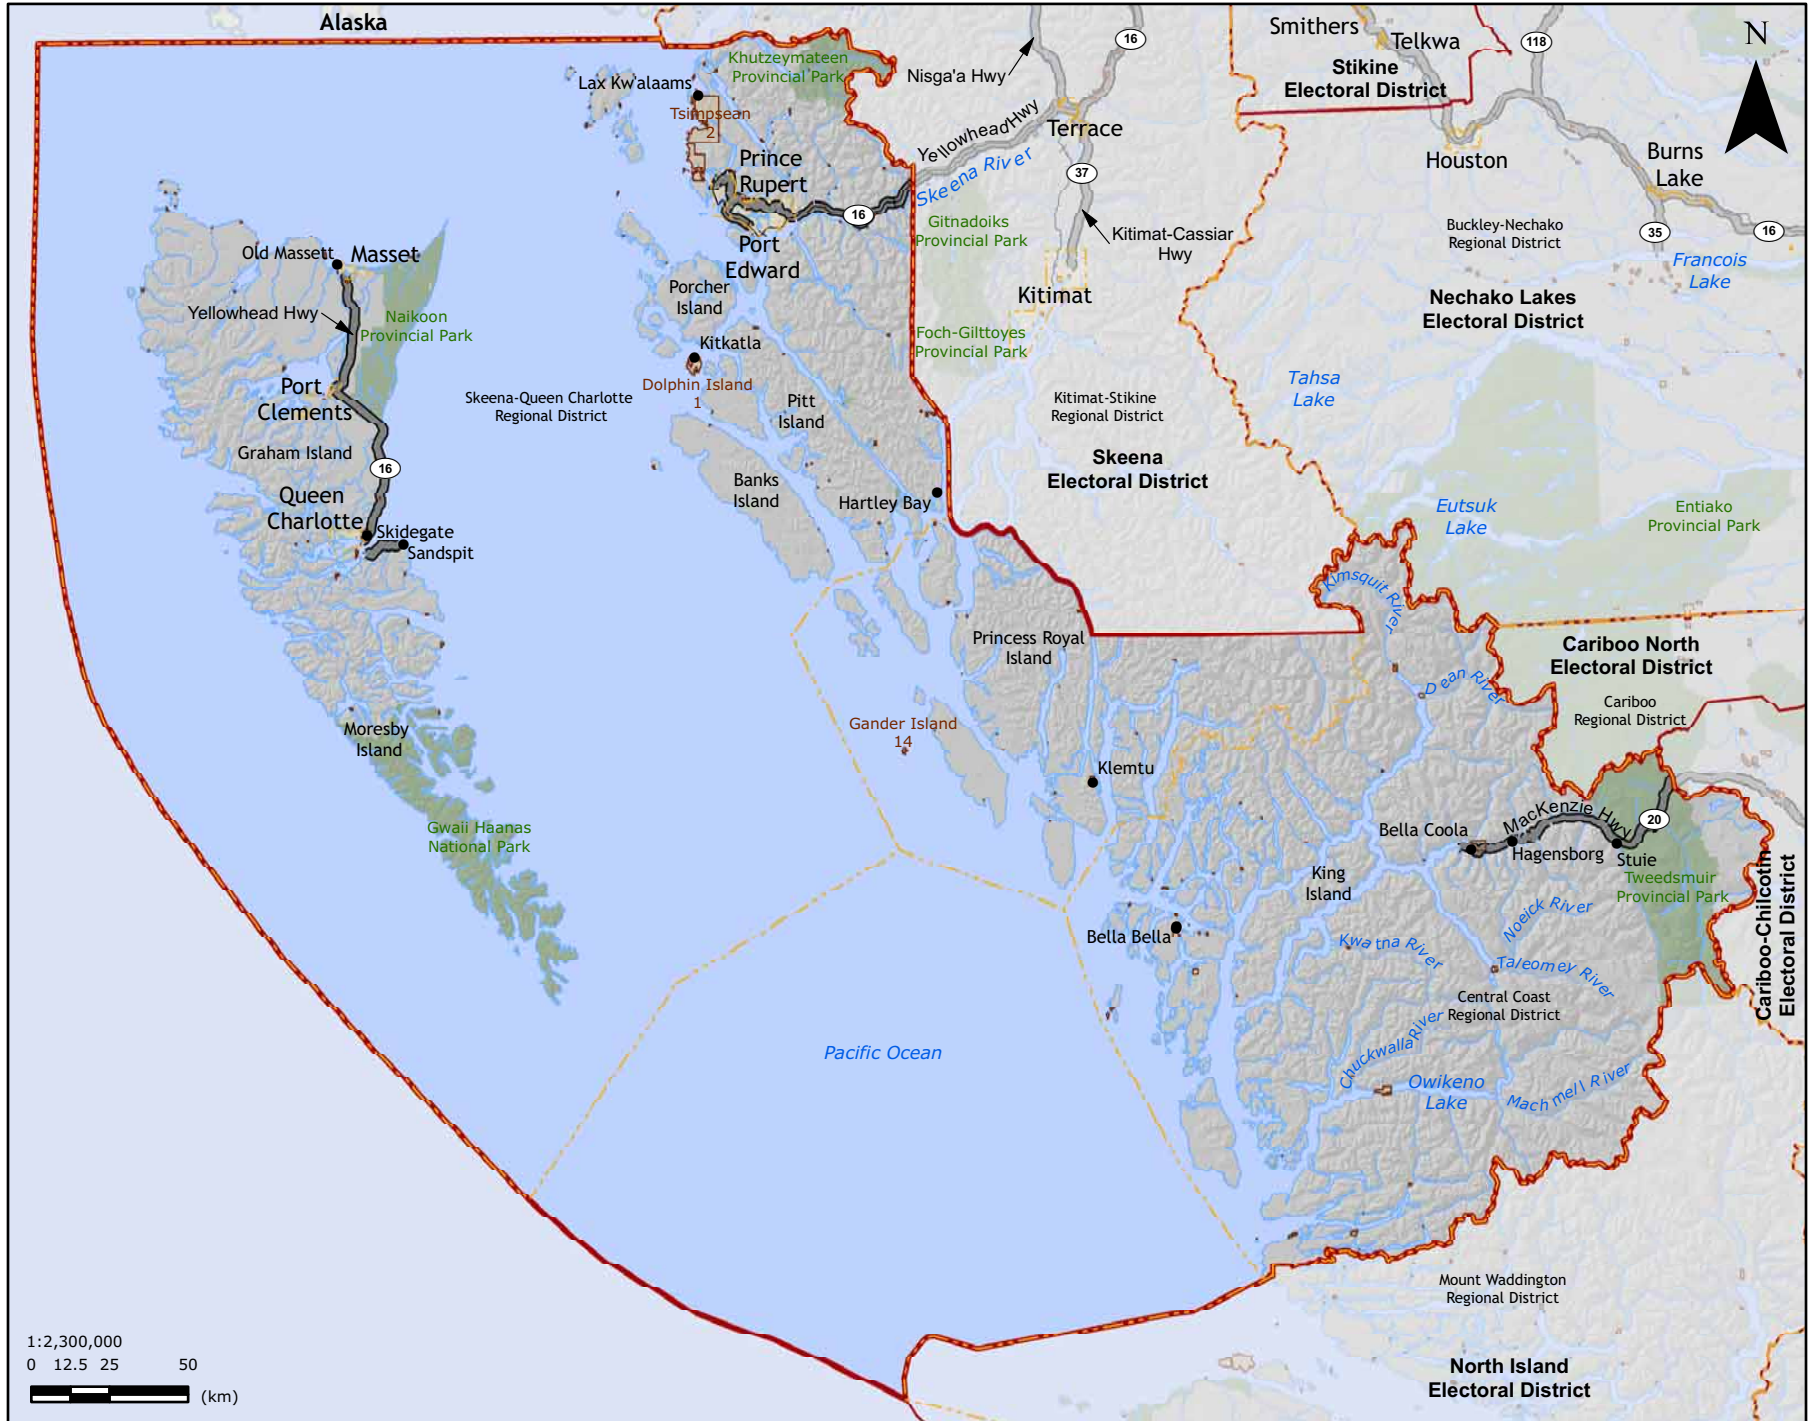 Alaska
Smithers
Telkwa
118
N
16
Khutzeymateen
Provincial Park
Nisga'a Hwy
Stikine
Electoral District
Lax Kw'alaams
Tsimpsean
2
Yellowhead Hwy
Terrace
Houston
Burns
Lake
Prince
Rupert
Skeena River
37
16
Gitnadoiks
Provincial Park
Kitimat-Cassiar
Hwy
Buckley-Nechako
Regional District
35
16
Francois
Lake
Old Massett
Masset
Port
Edward
Porcher
Island
Kitimat
Nechako Lakes
Electoral District
Yellowhead Hwy
Naikoon
Provincial Park
Foch-Gilttoyes
Provincial Park
Kitkatla
Dolphin Island
1
Tahsa
Lake
Port
Clements
Skeena-Queen Charlotte
Regional District
Pitt
Island
Kitimat-Stikine
Regional District
Graham Island
16
Skeena
Electoral District
Banks
Island
Queen
Charlotte
Hartley Bay
Eutsuk
Lake
Entiako
Provincial Park
Skidegate
Sandspit
Kimsquit River
Princess Royal
Island
Cariboo North
Electoral District
Dean River
Cariboo
Regional District
Moresby
Island
Gander Island
14
Klemtu
Gwaii Haanas
National Park
Bella Coola
MacKenzie Hwy
20
Hagensborg
Stuie
King
Island
Tweedsmuir
Provincial Park
Cariboo-Chilcotin
Electoral District
Noeick River
Bella Bella
Kwatna River
Taleomey River
Central Coast
Regional District
Pacific Ocean
Chuckwalla River
Owikeno
Lake
Machmell River
Mount Waddington
Regional District
1:2,300,000
0 12.5 25 50
(km)
North Island
Electoral District